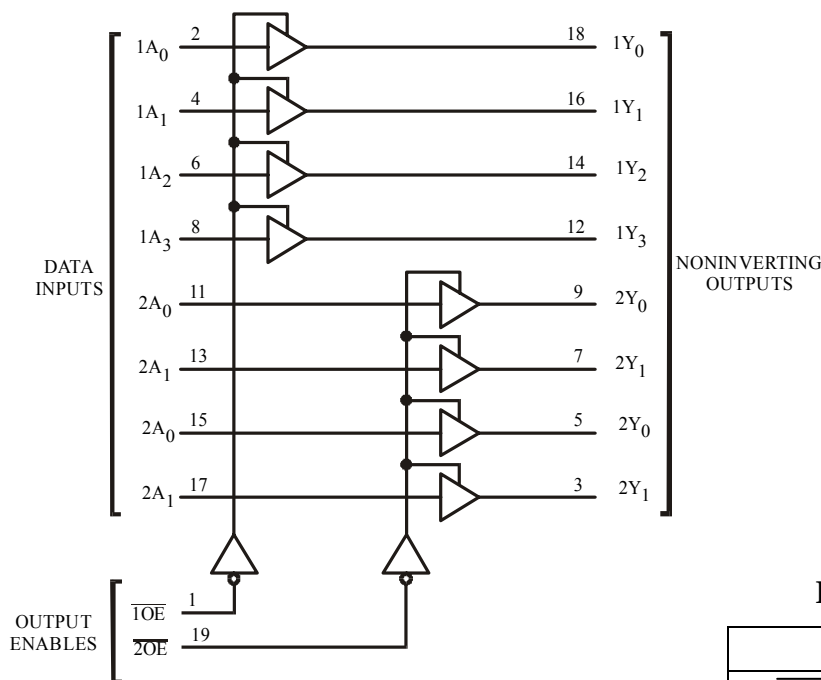 1A0 2 18 1Y0
1A1 4 16 1Y1
1A2 6 14 1Y2
1A3 8 12 1Y3
DATA
INPUTS
NONINVERTING
OUTPUTS
2A0 11 9 2Y0
2A1 13 7 2Y1
2A0 15 5 2Y0
2A1 17 3 2Y1
OUTPUT
ENABLES
1OE 1
2OE 19